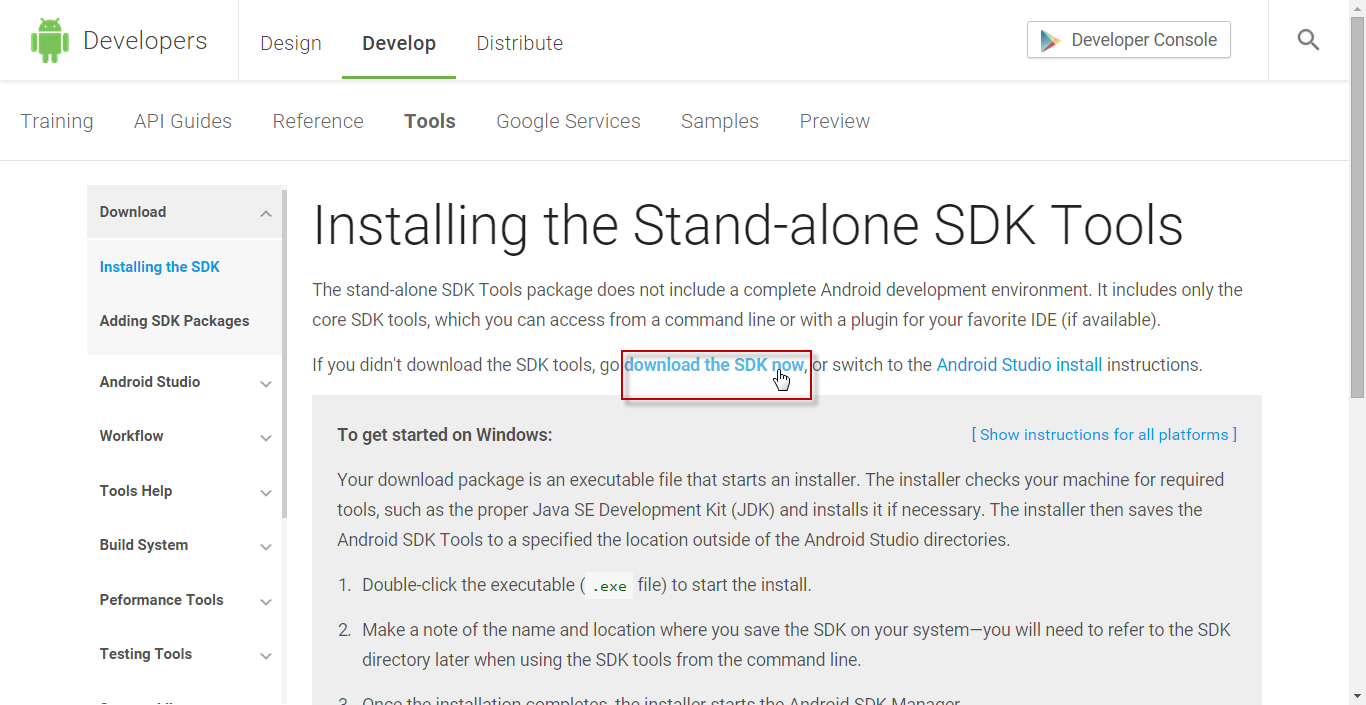 Developers
Design
Develop
Distribute
Developer Console
Training
API Guides
Reference
Tools
Google Services
Samples
Preview
Download
Installing the SDK
Adding SDK Packages
Android Studio
Workflow
Tools Help
Build System
Peformance Tools
Testing Tools
Installing the Stand-alone SDK Tools
The stand-alone SDK Tools package does not include a complete Android development environment. It includes only the
core SDK tools, which you can access from a command line or with a plugin for your favorite IDE (if available).
If you didn't download the SDK tools, go download the SDK now, or switch to the Android Studio install instructions.
To get started on Windows:
[ Show instructions for all platforms ]
Your download package is an executable file that starts an installer. The installer checks your machine for required
tools, such as the proper Java SE Development Kit (JDK) and installs it if necessary. The installer then saves the
Android SDK Tools to a specified the location outside of the Android Studio directories.
1. Double-click the executable ( .exe file) to start the install.
2. Make a note of the name and location where you save the SDK on your system—you will need to refer to the SDK
directory later when using the SDK tools from the command line.
3. Once the installation completes, the installer starts the Android SDK Manager.